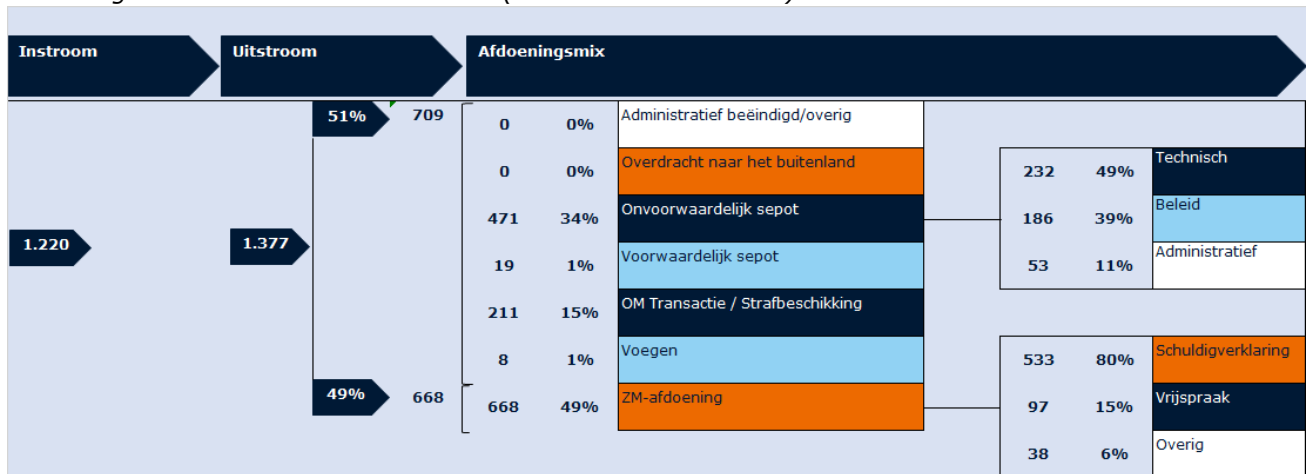 Instroom Uitstroom Afdoeningsmix
51% 709 0 0% Administratief beëindigd/overig
0 0% Overdracht naar het buitenland 232 49% Technisch
471 34% Onvoorwaardelijk sepot 186 39% Beleid
1.220 1.377 19 1% Voorwaardelijk sepot 53 11% Administratief
211 15% OM Transactie / Strafbeschikking
8 1% Voegen 533 80% Schuldigverklaring
49% 668 668 49% ZM-afdoening 97 15% Vrijspraak
38 6% Overig